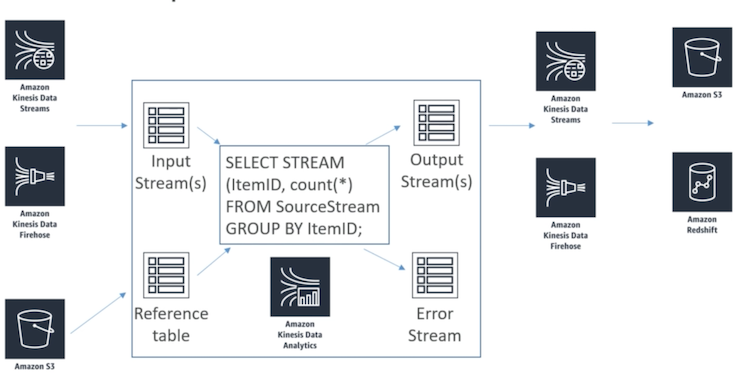 Amazon
Kinesis Data
Streams
Amazon
Kinesis Data
Firehose
Amazon S3
Input
Stream(s)
Reference
table
SELECT STREAM
(ItemID, count(*)
FROM SourceStream
GROUP BY ItemID;
Amazon
Kinesis Data
Analytics
Output
Stream(s)
Error
Stream
Amazon
Kinesis Data
Streams
Amazon
Kinesis Data
Firehose
Amazon S3
Amazon
Redshift